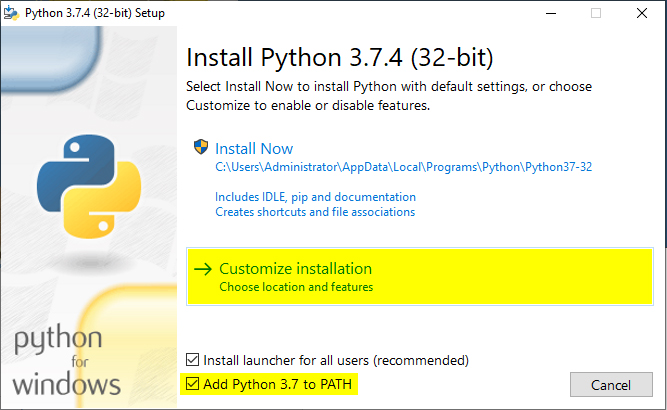 Python 3.7.4 (32-bit) Setup
Install Python 3.7.4 (32-bit)
Select Install Now to install Python with default settings, or choose
Customize to enable or disable features.
Install Now
C:\Users\Administrator\AppData\Local\Programs\Python\Python37-32
Includes IDLE, pip and documentation
Creates shortcuts and file associations
Customize installation
Choose location and features
python
for
windows
Install launcher for all users (recommended)
Add Python 3.7 to PATH
Cancel